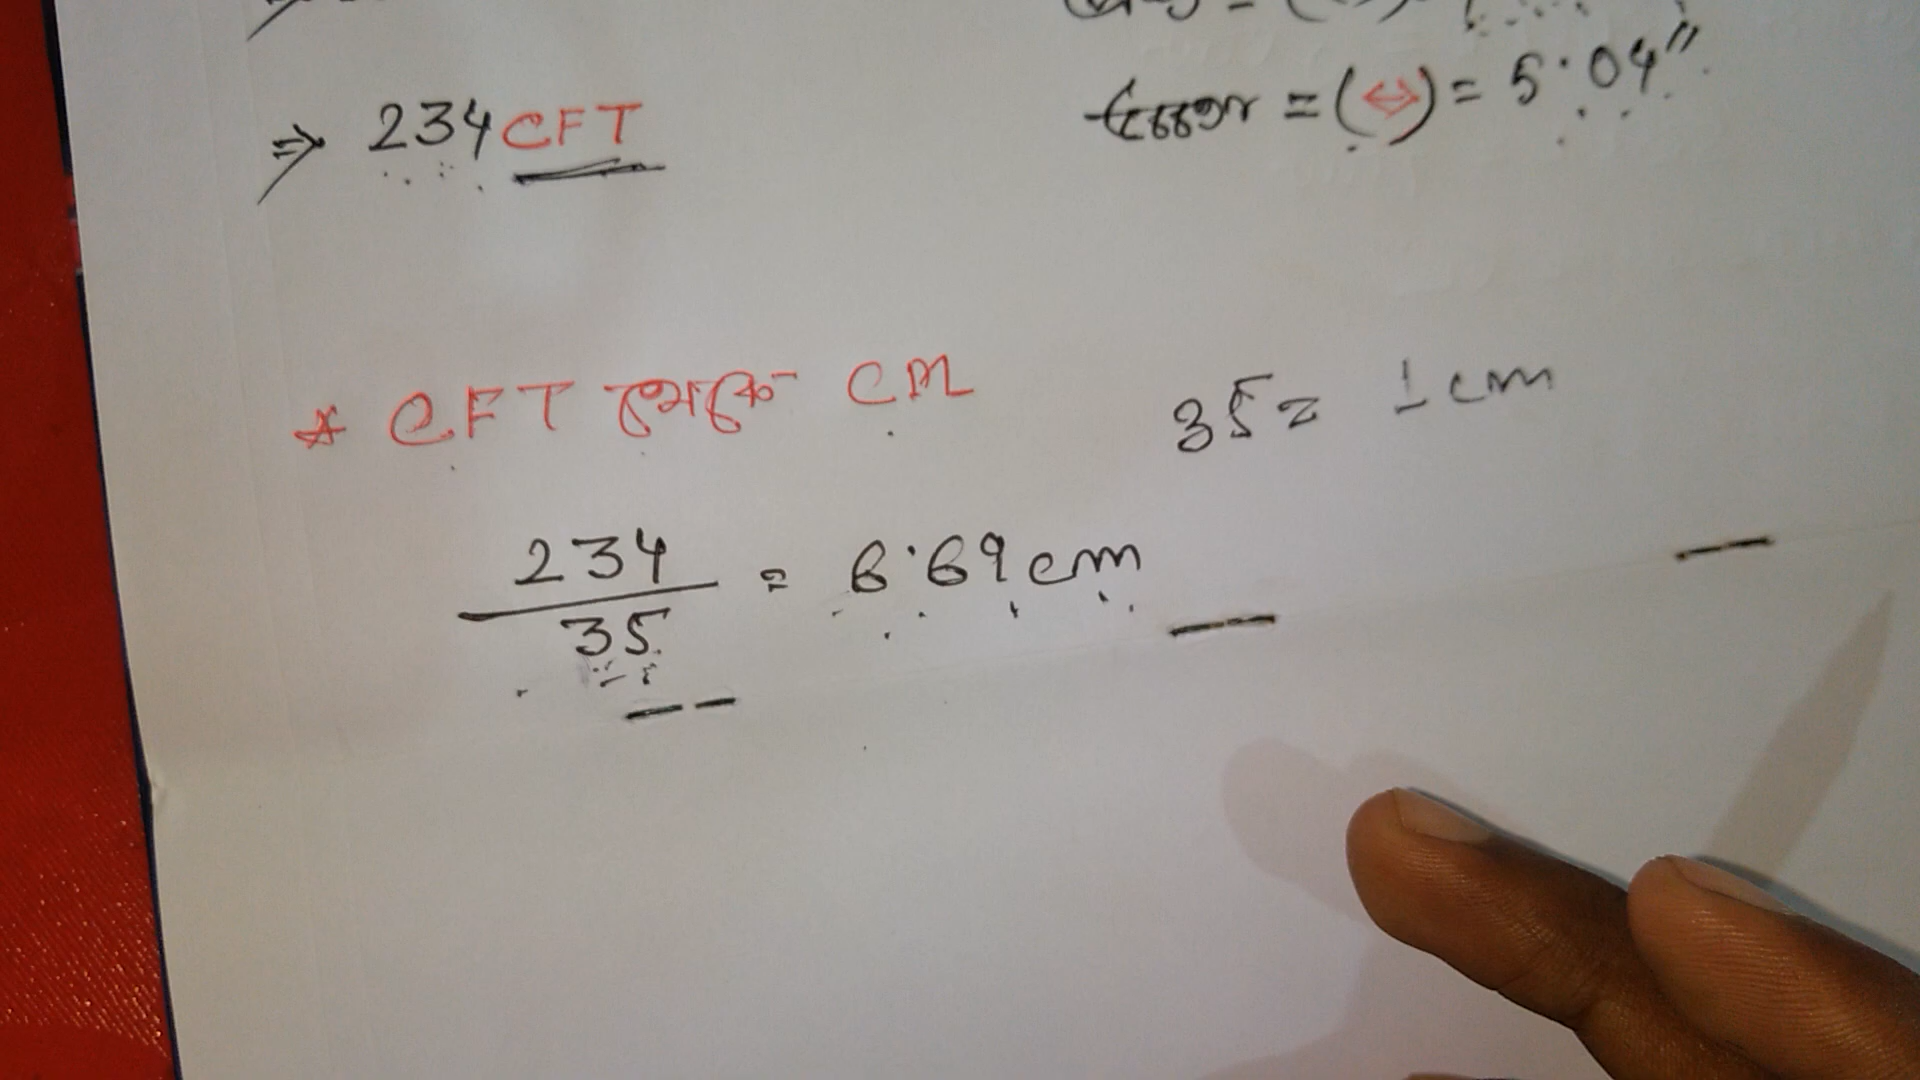 ⇒ 234 CFT
= (⇔) = 5.04"
* CFT থেকে CM
35 = 1 cm
234
35
= 6.69 cm